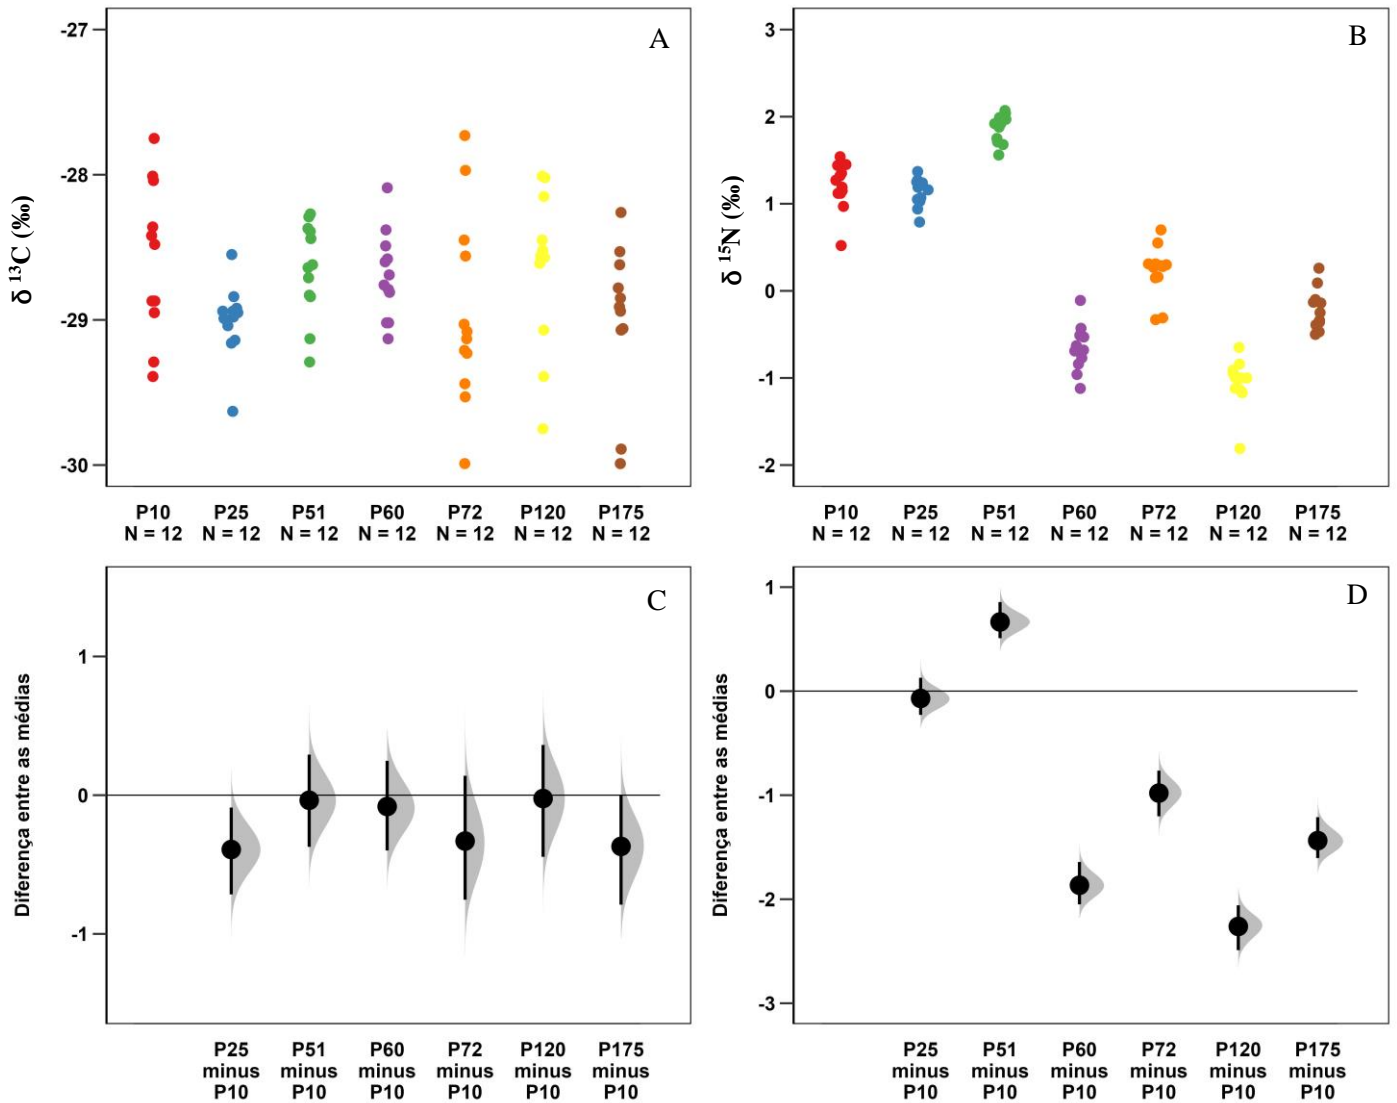 A
-27
-28
-29
-30
δ ¹³C (‰)
P10 P25 P51 P60 P72 P120 P175
N = 12 N = 12 N = 12 N = 12 N = 12 N = 12 N = 12
B
3
2
1
0
-1
-2
δ ¹⁵N (‰)
P10 P25 P51 P60 P72 P120 P175
N = 12 N = 12 N = 12 N = 12 N = 12 N = 12 N = 12
C
1
0
-1
Diferença entre as médias
P25 P51 P60 P72 P120 P175
minus minus minus minus minus minus
P10 P10 P10 P10 P10 P10
D
1
0
-1
-2
-3
Diferença entre as médias
P25 P51 P60 P72 P120 P175
minus minus minus minus minus minus
P10 P10 P10 P10 P10 P10